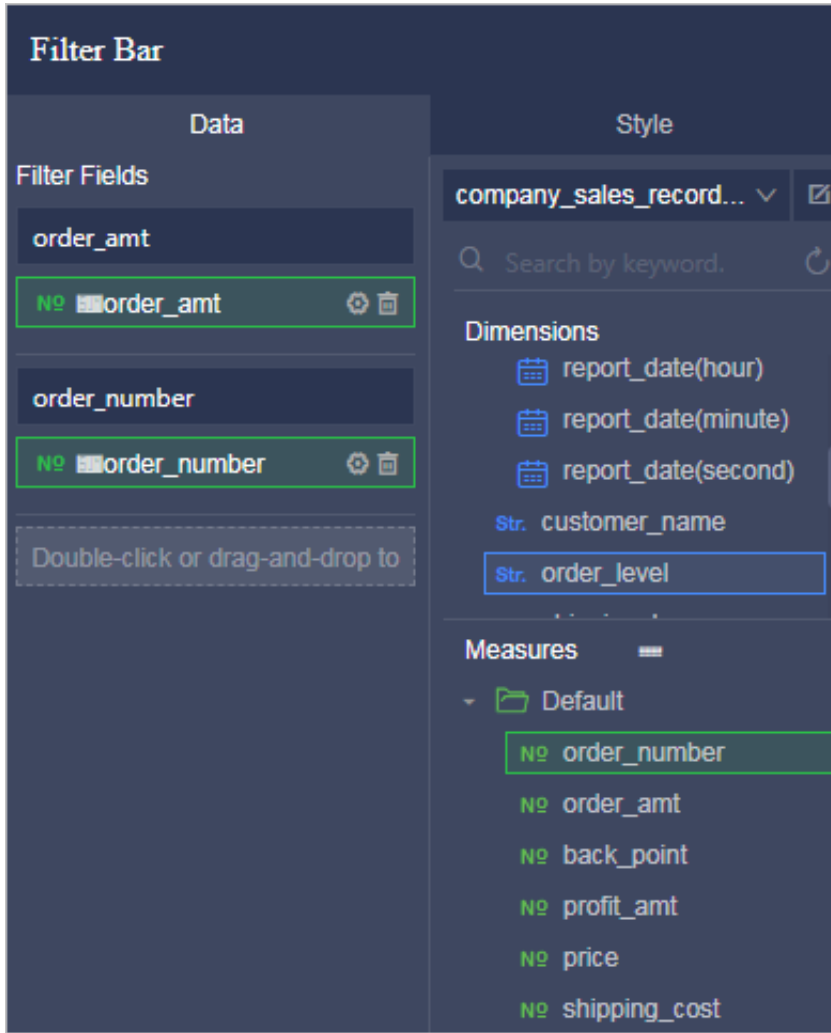 Filter Bar
Data
Style
Filter Fields
order_amt
Nº order_amt
order_number
Nº order_number
Double-click or drag-and-drop to
company_sales_record...
Search by keyword.
Dimensions
report_date(hour)
report_date(minute)
report_date(second)
Str. customer_name
Str. order_level
Measures
Default
Nº order_number
Nº order_amt
Nº back_point
Nº profit_amt
Nº price
Nº shipping_cost